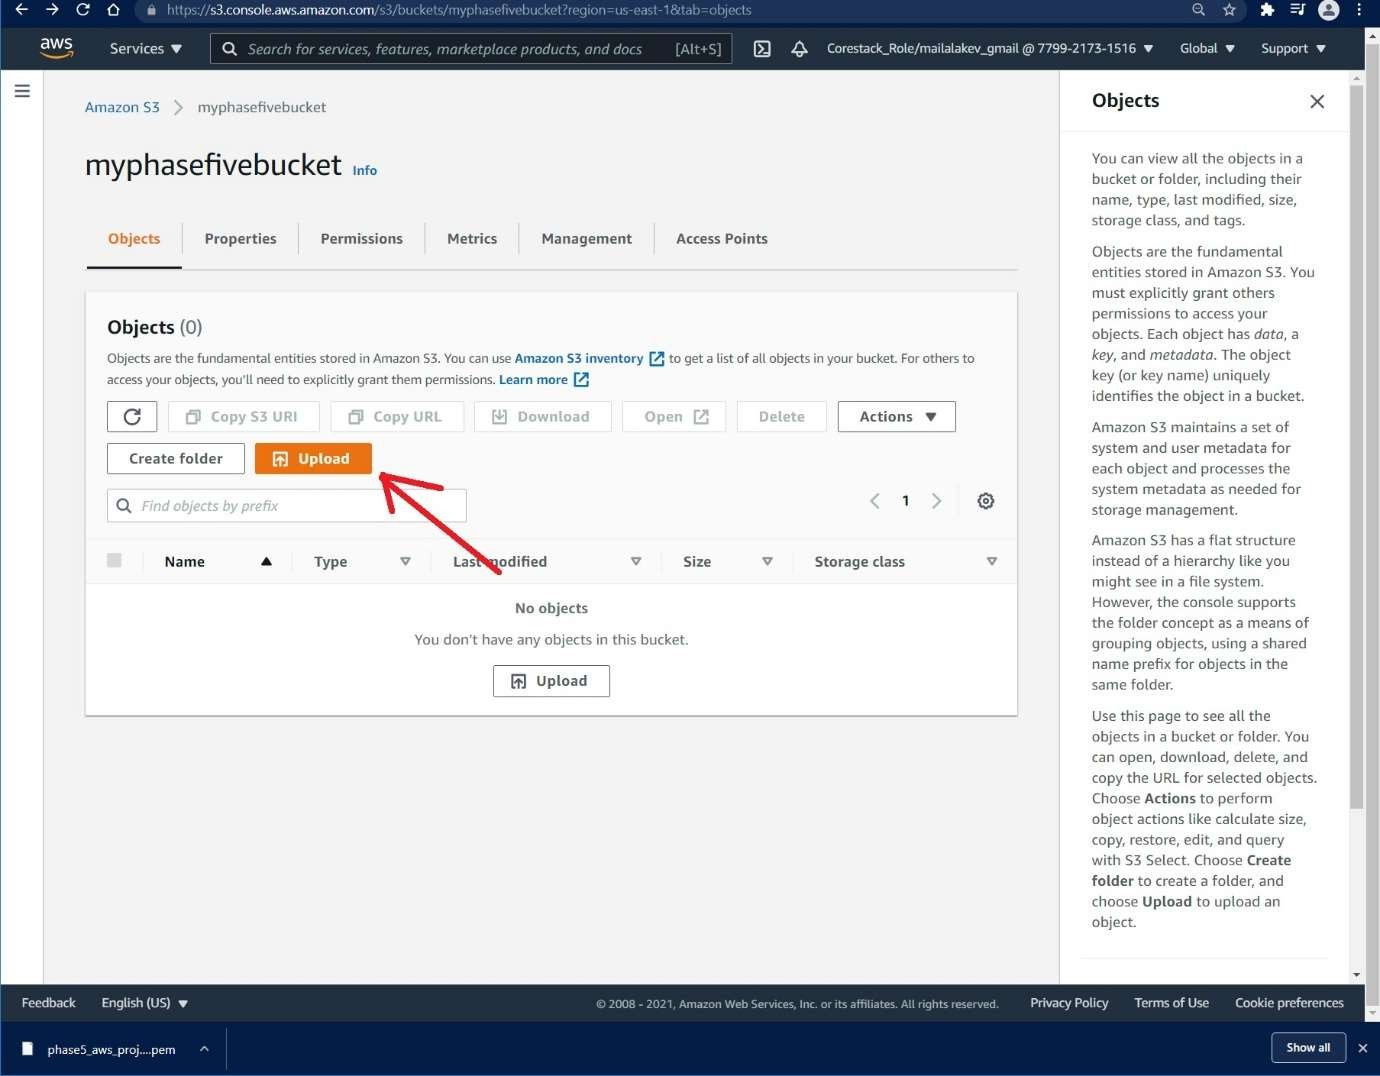 https://s3.console.aws.amazon.com/s3/buckets/myphasefivebucket?region=us-east-1&tab=objects
aws Services Search for services, features, marketplace products, and docs [Alt+S] Corestack_Role/mailalakev_gmail @ 7799-2173-1516 Global Support
Amazon S3 myphasefivebucket
myphasefivebucket Info
Objects Properties Permissions Metrics Management Access Points
Objects (0)
Objects are the fundamental entities stored in Amazon S3. You can use Amazon S3 inventory to get a list of all objects in your bucket. For others to
access your objects, you'll need to explicitly grant them permissions. Learn more
Copy S3 URI Copy URL Download Open Delete Actions
Create folder Upload
Find objects by prefix 1
Name Type Last modified Size Storage class
No objects
You don't have any objects in this bucket.
Upload
Objects
You can view all the objects in a
bucket or folder, including their
name, type, last modified, size,
storage class, and tags.
Objects are the fundamental
entities stored in Amazon S3. You
must explicitly grant others
permissions to access your
objects. Each object has data, a
key, and metadata. The object
key (or key name) uniquely
identifies the object in a bucket.
Amazon S3 maintains a set of
system and user metadata for
each object and processes the
system metadata as needed for
storage management.
Amazon S3 has a flat structure
instead of a hierarchy like you
might see in a file system.
However, the console supports
the folder concept as a means of
grouping objects, using a shared
name prefix for objects in the
same folder.
Use this page to see all the
objects in a bucket or folder. You
can open, download, delete, and
copy the URL for selected objects.
Choose Actions to perform
object actions like calculate size,
copy, restore, edit, and query
with S3 Select. Choose Create
folder to create a folder, and
choose Upload to upload an
object.
Feedback English (US) © 2008 - 2021, Amazon Web Services, Inc. or its affiliates. All rights reserved. Privacy Policy Terms of Use Cookie preferences
phase5_aws_proj....pem Show all